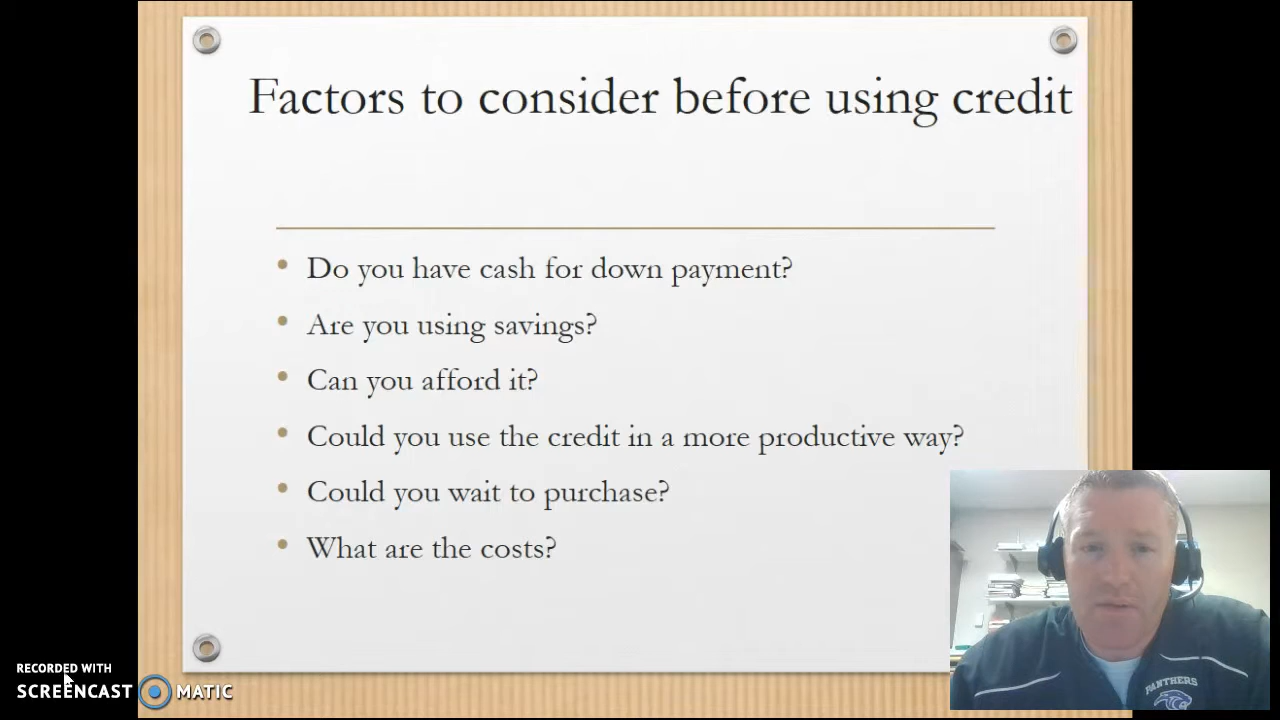 Factors to consider before using credit
Do you have cash for down payment?
Are you using savings?
Can you afford it?
Could you use the credit in a more productive way?
Could you wait to purchase?
What are the costs?
RECORDED WITH
SCREENCAST MATIC
PANTHERS